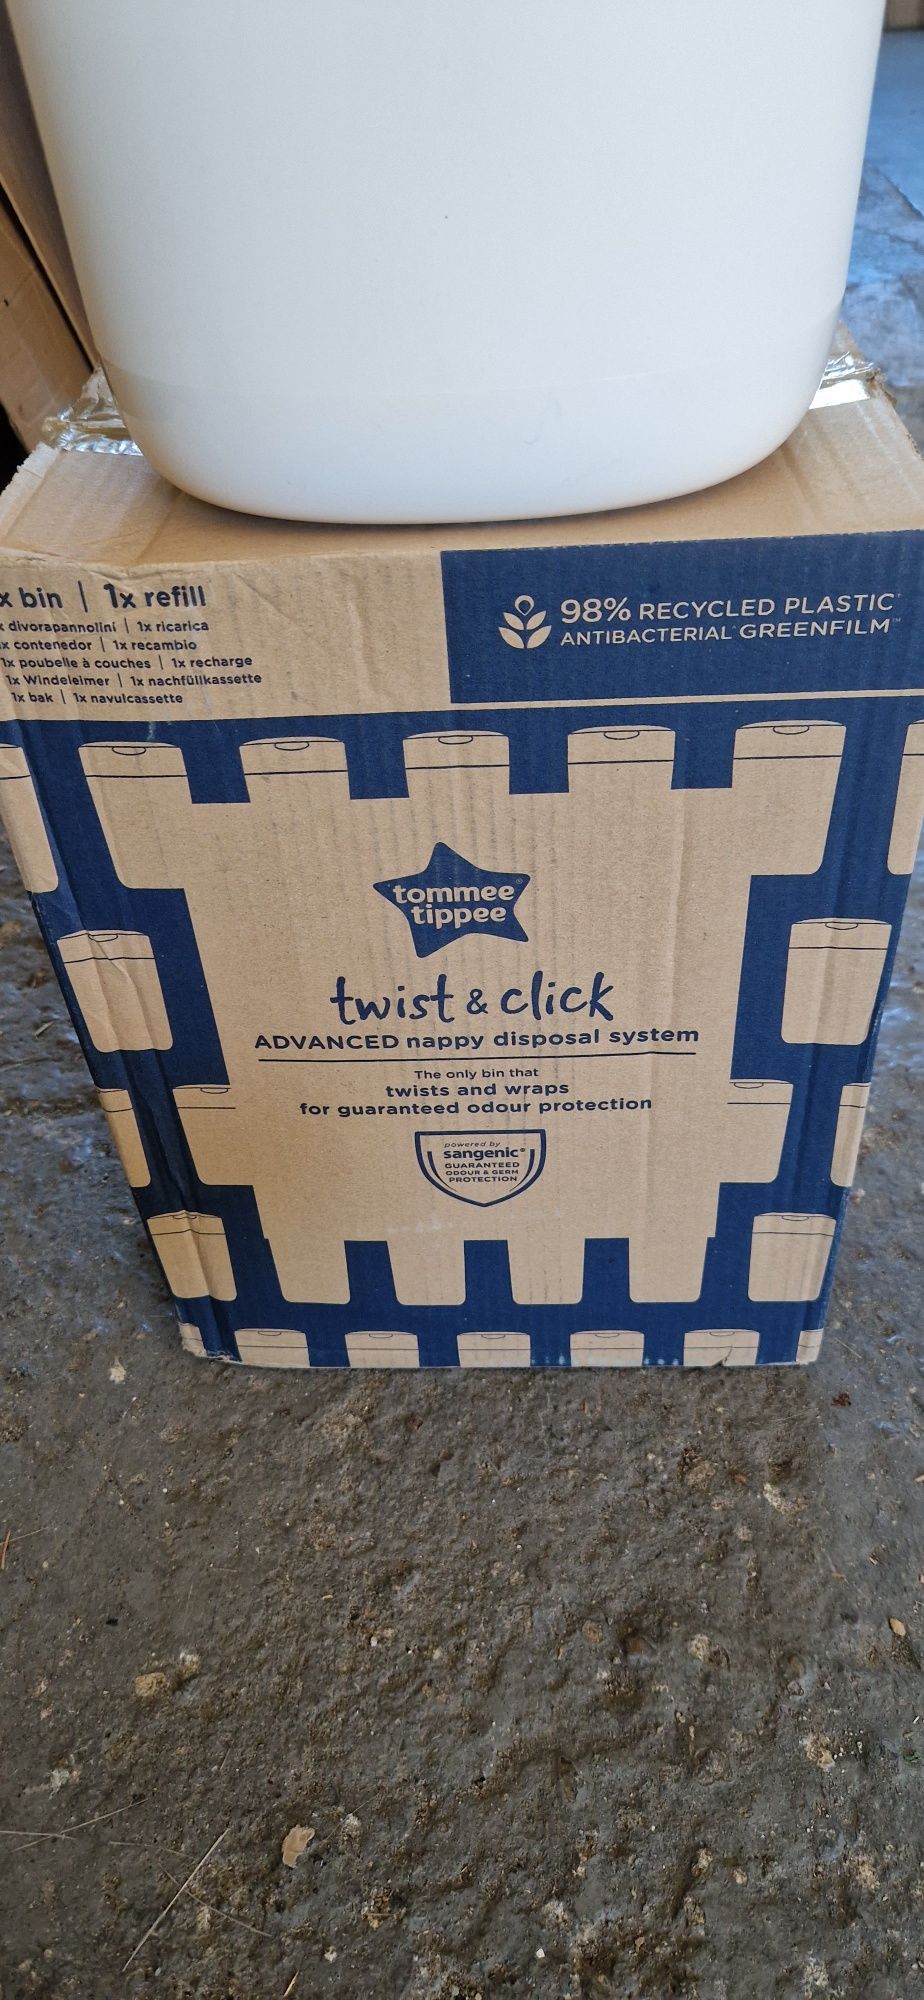 x bin | 1x refill
x divorapannolini | 1x ricarica
x contenedor | 1x recambio
1x poubelle à couches | 1x recharge
1x Windeleimer | 1x nachfüllkassette
1x bak | 1x navulcassette
98% RECYCLED PLASTIC
ANTIBACTERIAL GREENFILM™
tommee
tippee®
twist & click
ADVANCED nappy disposal system
The only bin that
twists and wraps
for guaranteed odour protection
powered by
sangenic®
GUARANTEED
ODOUR & GERM
PROTECTION